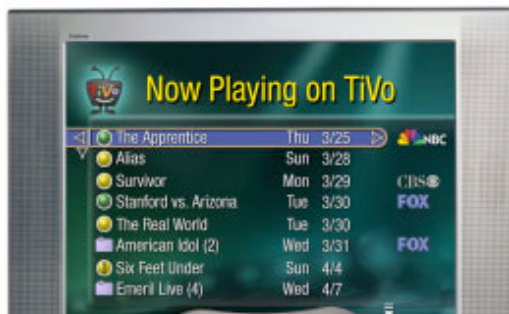 TiVo
Now Playing on TiVo
The Apprentice Thu 3/25 NBC
Alias Sun 3/28
Survivor Mon 3/29 CBS
Stanford vs. Arizona Tue 3/30 FOX
The Real World Tue 3/30
American Idol (2) Wed 3/31 FOX
Six Feet Under Sun 4/4
Emeril Live (4) Wed 4/7